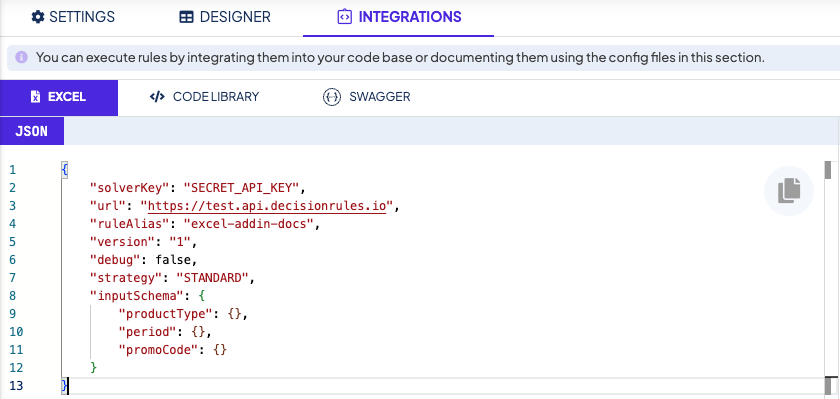 SETTINGS DESIGNER INTEGRATIONS
You can execute rules by integrating them into your code base or documenting them using the config files in this section.
EXCEL CODE LIBRARY SWAGGER
JSON
1 {
2 "solverKey": "SECRET_API_KEY",
3 "url": "https://test.api.decisionrules.io",
4 "ruleAlias": "excel-addin-docs",
5 "version": "1",
6 "debug": false,
7 "strategy": "STANDARD",
8 "inputSchema": {
9 "productType": {},
10 "period": {},
11 "promoCode": {}
12 }
13 }